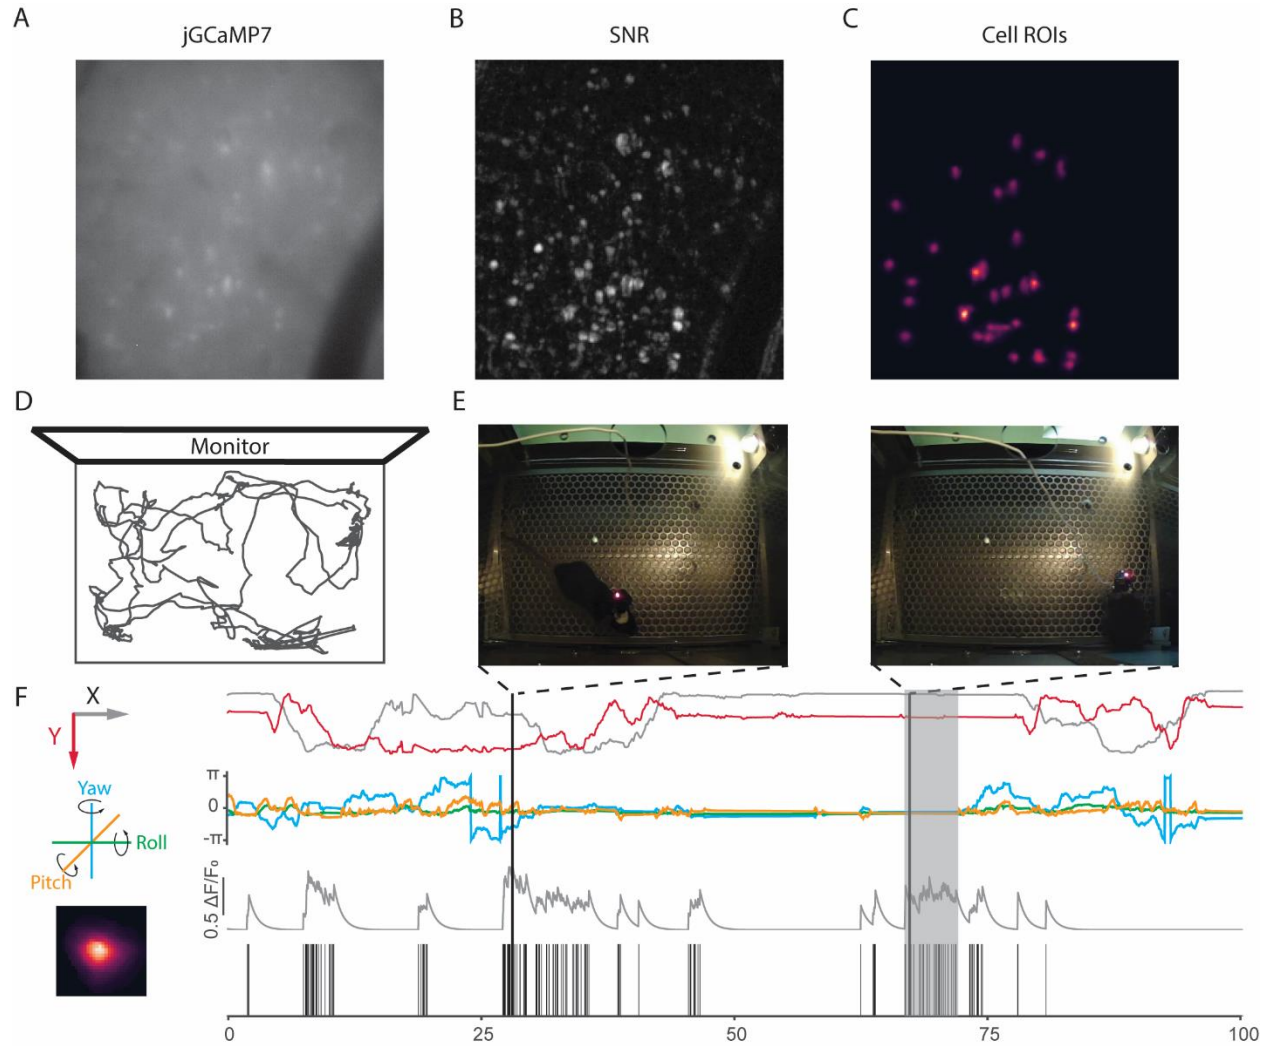 A
jGCaMP7
B
SNR
C
Cell ROIs
D
Monitor
E
F
X
Y
Yaw
Roll
Pitch
π
0
-π
0.5 ΔF/F₀
0 25 50 75 100